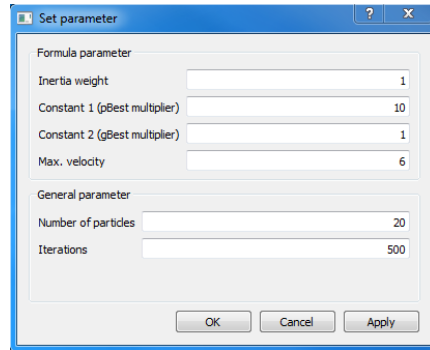 Set parameter
Formula parameter
Inertia weight 1
Constant 1 (pBest multiplier) 10
Constant 2 (gBest multiplier) 1
Max. velocity 6
General parameter
Number of particles 20
Iterations 500
OK Cancel Apply